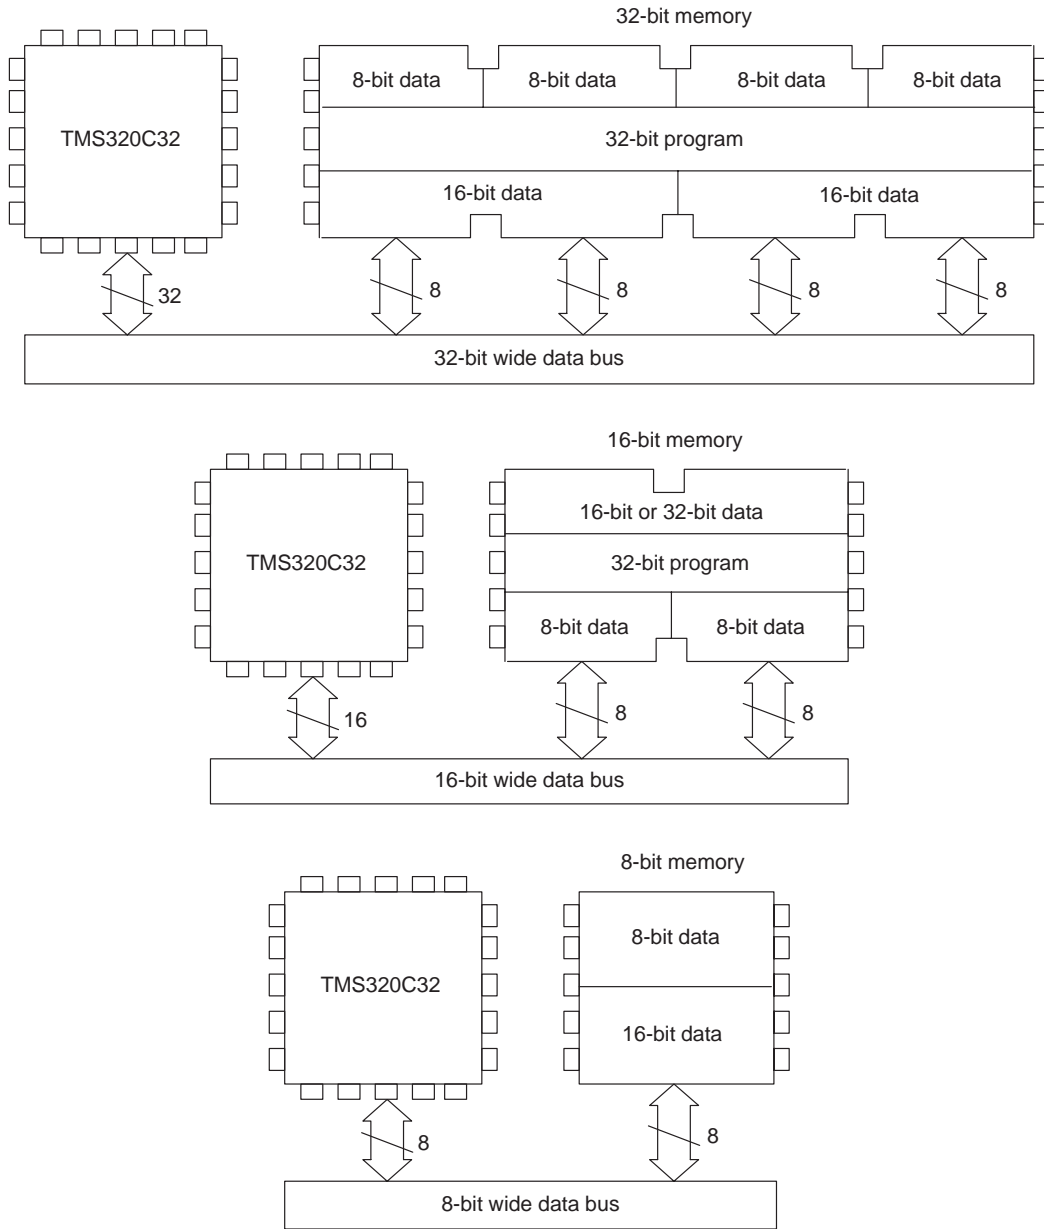 32-bit memory
8-bit data
8-bit data
8-bit data
8-bit data
TMS320C32
32-bit program
16-bit data
16-bit data
32
8
8
8
8
32-bit wide data bus
16-bit memory
16-bit or 32-bit data
TMS320C32
32-bit program
8-bit data
8-bit data
16
8
8
16-bit wide data bus
8-bit memory
8-bit data
TMS320C32
16-bit data
8
8
8-bit wide data bus